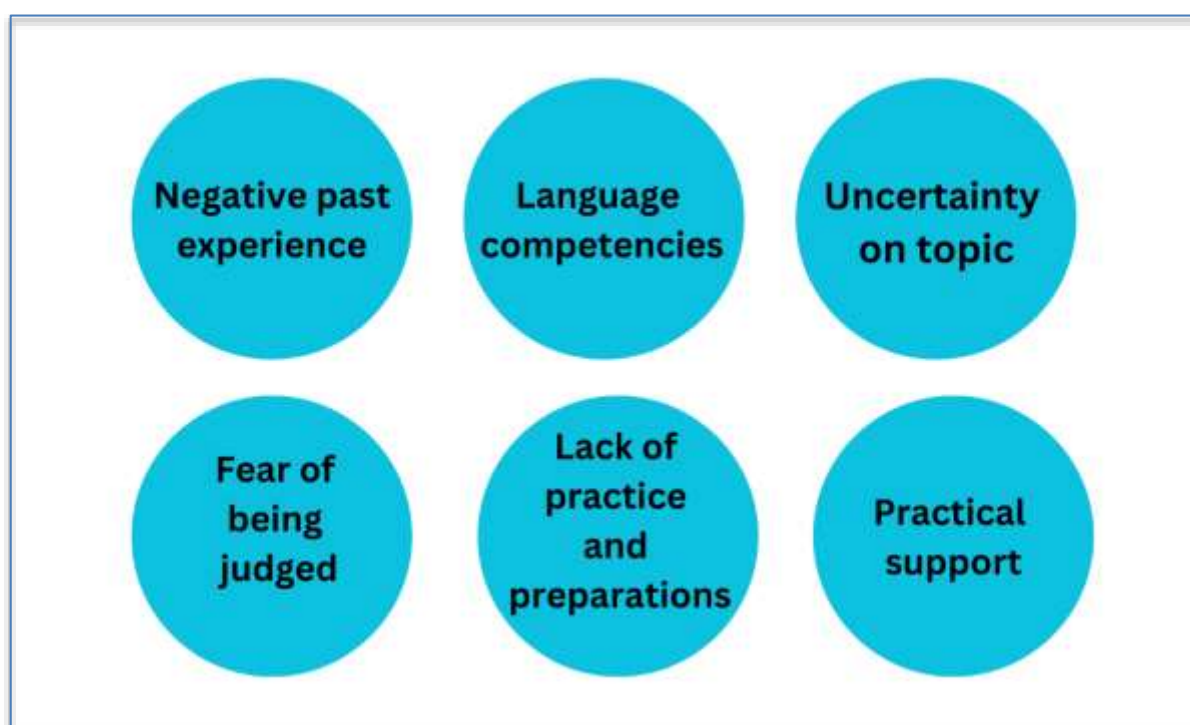 Negative past
experience
Language
competencies
Uncertainty
on topic
Fear of
being
judged
Lack of
practice
and
preparations
Practical
support